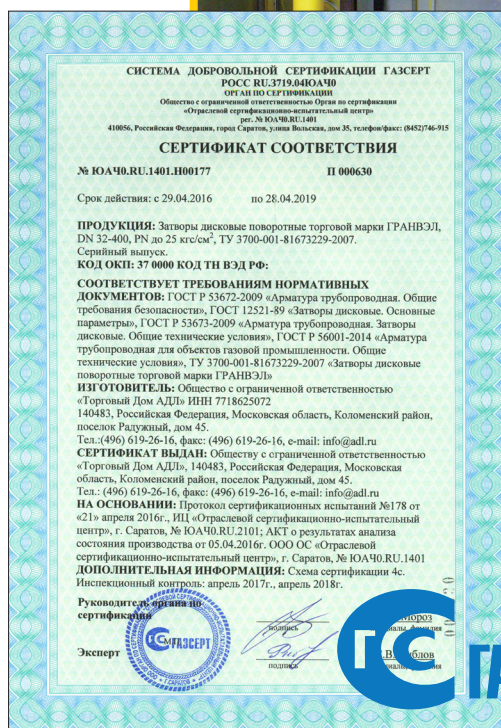 СИСТЕМА ДОБРОВОЛЬНОЙ СЕРТИФИКАЦИИ ГАЗСЕРТ
РОСС RU.3719.04ЮАЧ0
ОРГАН ПО СЕРТИФИКАЦИИ
Общество с ограниченной ответственностью Орган по сертификации
«Отраслевой сертификационно-испытательный центр»
рег. № ЮАЧ0.RU.1401
410056, Российская Федерация, город Саратов, улица Вольская, дом 35, телефон/факс: (8452)746-915
СЕРТИФИКАТ СООТВЕТСТВИЯ
№ ЮАЧ0.RU.1401.Н00177 П 000630
Срок действия: с 29.04.2016 по 28.04.2019
ПРОДУКЦИЯ: Затворы дисковые поворотные торговой марки ГРАНВЭЛ,
DN 32-400, PN до 25 кгс/см², ТУ 3700-001-81673229-2007.
Серийный выпуск.
КОД ОКП: 37 0000 КОД ТН ВЭД РФ:
СООТВЕТСТВУЕТ ТРЕБОВАНИЯМ НОРМАТИВНЫХ
ДОКУМЕНТОВ: ГОСТ Р 53672-2009 «Арматура трубопроводная. Общие
требования безопасности», ГОСТ 12521-89 «Затворы дисковые. Основные
параметры», ГОСТ Р 53673-2009 «Арматура трубопроводная. Затворы
дисковые. Общие технические условия», ГОСТ Р 56001-2014 «Арматура
трубопроводная для объектов газовой промышленности. Общие
технические условия», ТУ 3700-001-81673229-2007 «Затворы дисковые
поворотные торговой марки ГРАНВЭЛ»
ИЗГОТОВИТЕЛЬ: Общество с ограниченной ответственностью
«Торговый Дом АДЛ» ИНН 7718625072
140483, Российская Федерация, Московская область, Коломенский район,
поселок Радужный, дом 45.
Тел.:(496) 619-26-16, факс: (496) 619-26-16, e-mail: info@adl.ru
СЕРТИФИКАТ ВЫДАН: Обществу с ограниченной ответственностью
«Торговый Дом АДЛ», 140483, Российская Федерация, Московская
область, Коломенский район, поселок Радужный, дом №45.
Тел.: (496) 619-26-16, факс: (496) 619-26-16, e-mail: info@adl.ru
НА ОСНОВАНИИ: Протокол сертификационных испытаний №178 от
«21» апреля 2016г., ИЦ «Отраслевой сертификационно-испытательный
центр», г. Саратов, № ЮАЧ0.RU.2101; АКТ о результатах анализа
состояния производства от 05.04.2016г. ООО ОС «Отраслевой
сертификационно-испытательный центр», г. Саратов, № ЮАЧ0.RU.1401
ДОПОЛНИТЕЛЬНАЯ ИНФОРМАЦИЯ: Схема сертификации 4с.
Инспекционный контроль: апрель 2017г., апрель 2018г.
Руководитель органа по
сертификации
подпись
Мороз
фамилия
МП
ГАЗСЕРТ
Эксперт
подпись
фамилия